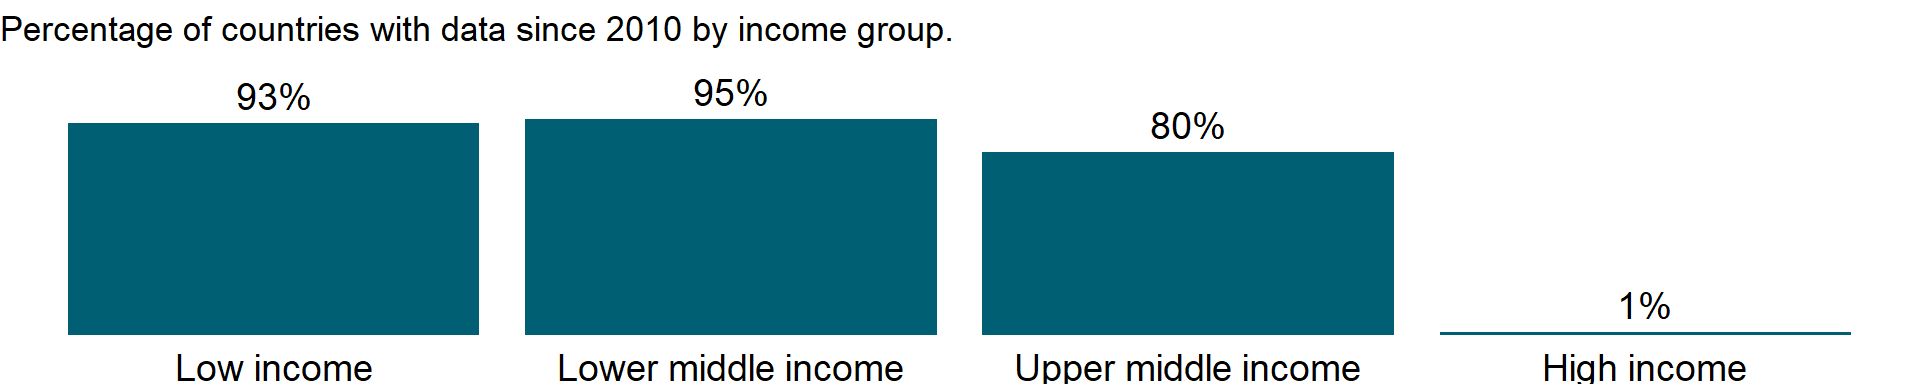 Percentage of countries with data since 2010 by income group.
93%
95%
80%
1%
Low income
Lower middle income
Upper middle income
High income